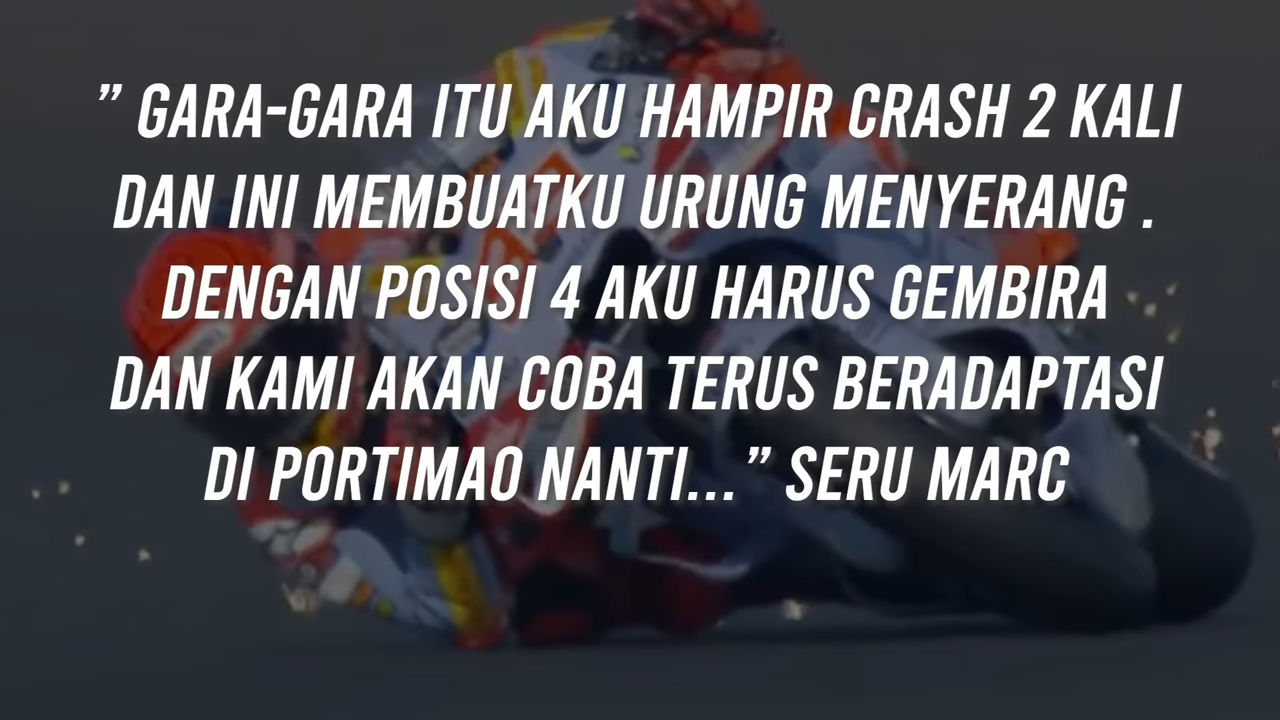 ” GARA-GARA ITU AKU HAMPIR CRASH 2 KALI
DAN INI MEMBUATKU URUNG MENYERANG .
DENGAN POSISI 4 AKU HARUS GEMBIRA
DAN KAMI AKAN COBA TERUS BERADAPTASI
DI PORTIMAO NANTI... ” SERU MARC